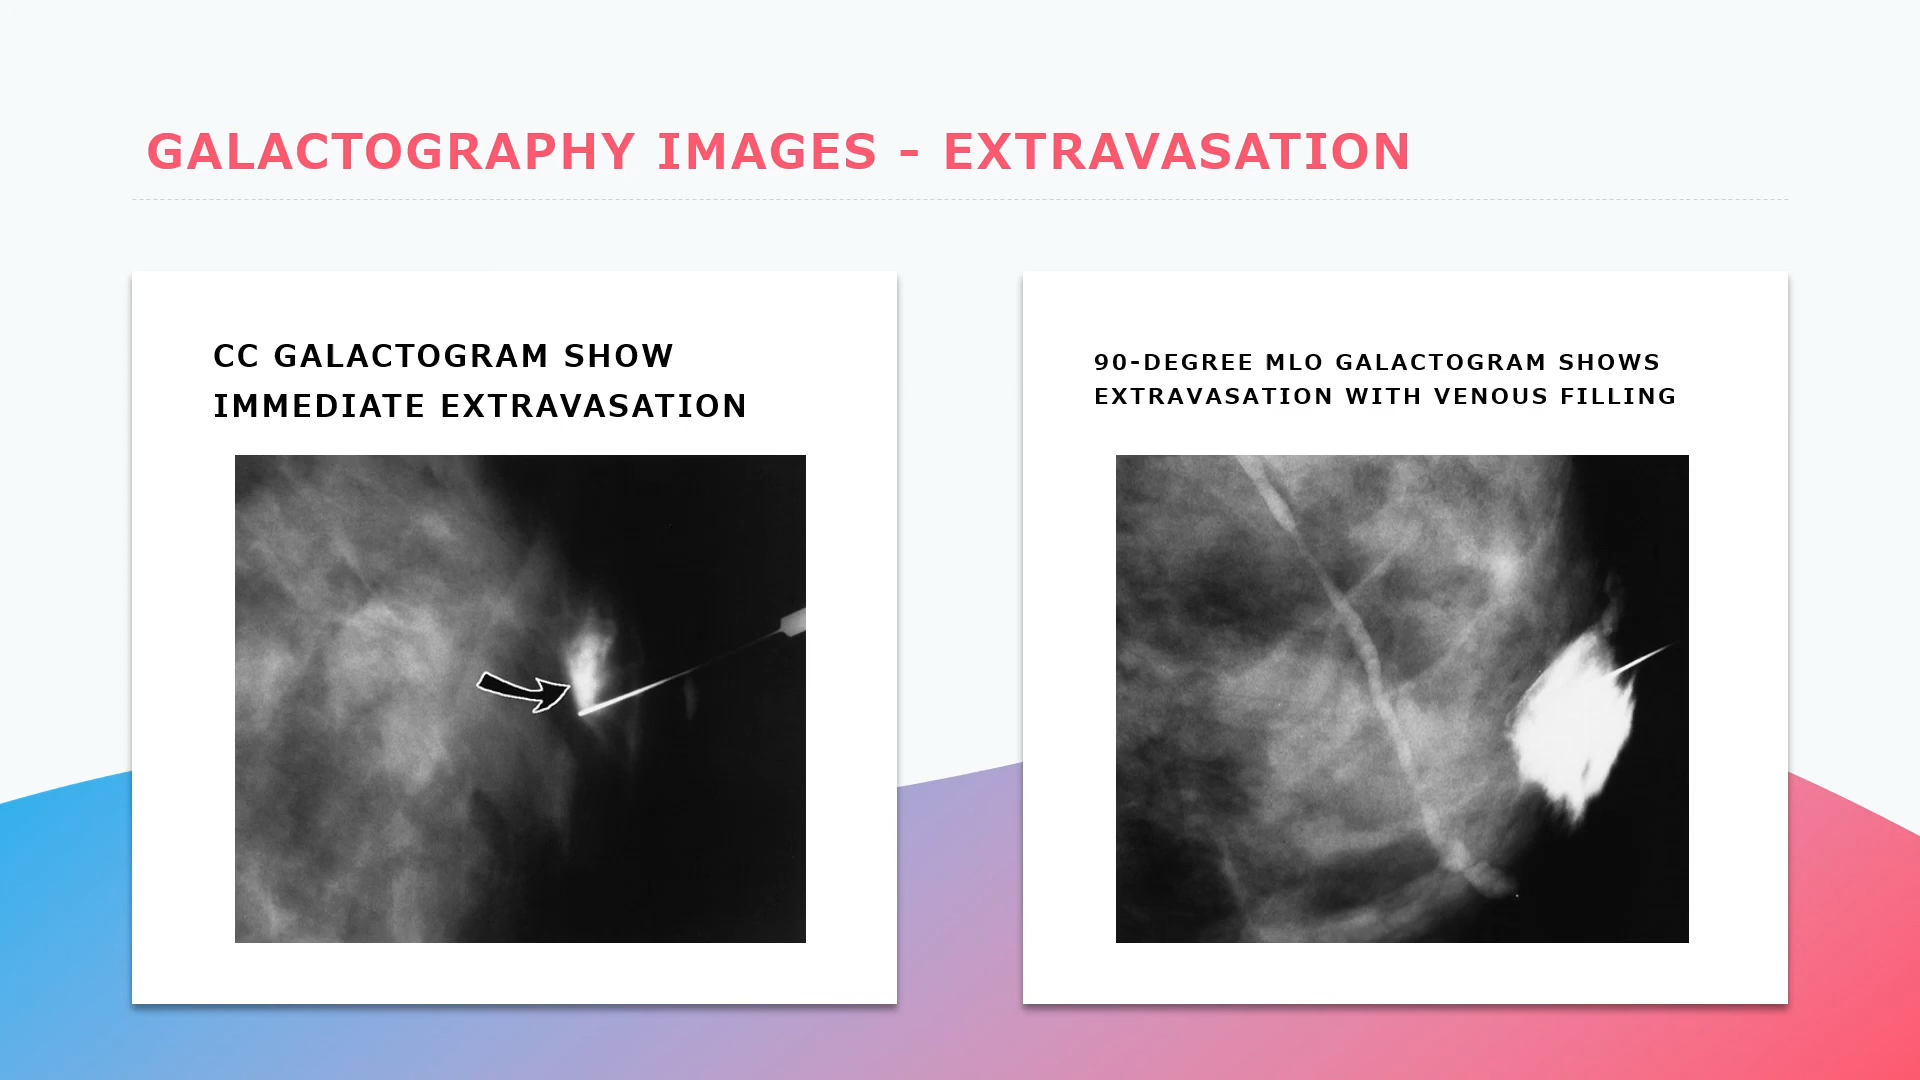 GALACTOGRAPHY IMAGES – EXTRAVASATION
CC GALACTOGRAM SHOW
IMMEDIATE EXTRAVASATION
90-DEGREE MLO GALACTOGRAM SHOWS
EXTRAVASATION WITH VENOUS FILLING